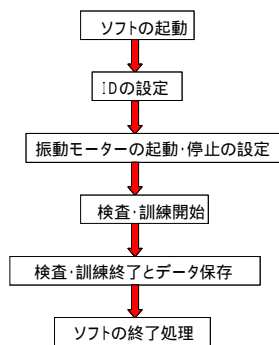 ソフトの起動
IDの設定
振動モーターの起動･停止の設定
検査･訓練開始
検査･訓練終了とデータ保存
ソフトの終了処理